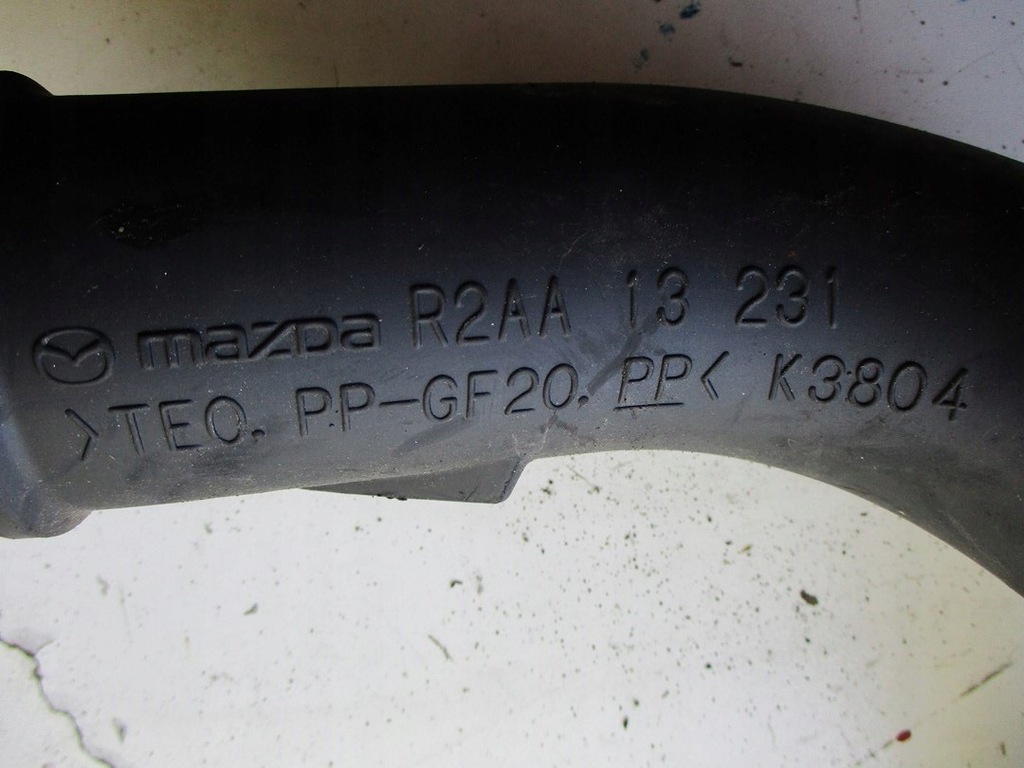 mazda R2AA 13 231
>TEO, PP-GF20, PP< K3804